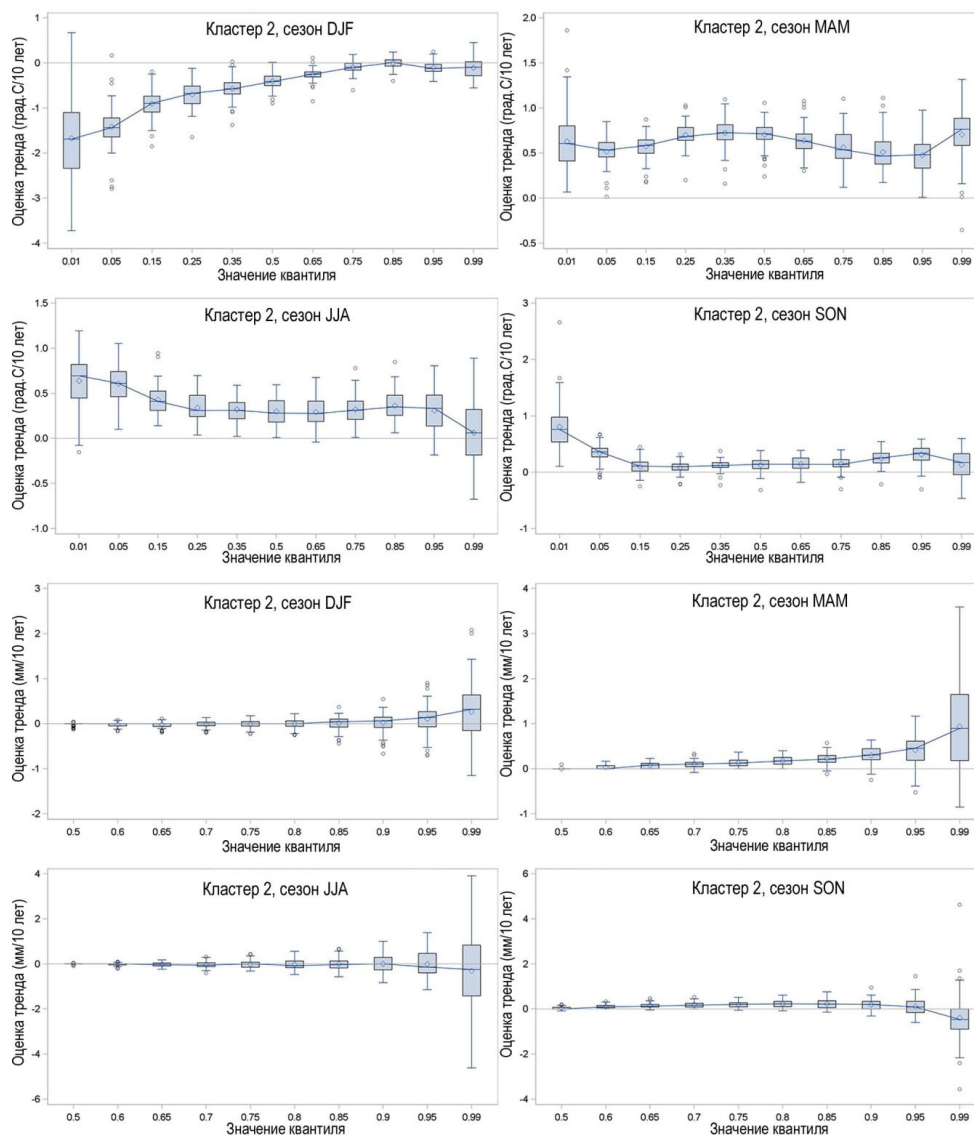 Кластер 2, сезон DJF
Оценка тренда (град.С/10 лет)
1
0
-1
-2
-3
-4
0.01 0.05 0.15 0.25 0.35 0.5 0.65 0.75 0.85 0.95 0.99
Значение квантиля
Кластер 2, сезон MAM
Оценка тренда (град.С/10 лет)
2.0
1.5
1.0
0.5
0.0
-0.5
0.01 0.05 0.15 0.25 0.35 0.5 0.65 0.75 0.85 0.95 0.99
Значение квантиля
Кластер 2, сезон JJA
Оценка тренда (град.С/10 лет)
1.5
1.0
0.5
0.0
-0.5
-1.0
0.01 0.05 0.15 0.25 0.35 0.5 0.65 0.75 0.85 0.95 0.99
Значение квантиля
Кластер 2, сезон SON
Оценка тренда (град.С/10 лет)
3
2
1
0
-1
0.01 0.05 0.15 0.25 0.35 0.5 0.65 0.75 0.85 0.95 0.99
Значение квантиля
Кластер 2, сезон DJF
Оценка тренда (мм/10 лет)
3
2
1
0
-1
-2
0.5 0.6 0.65 0.7 0.75 0.8 0.85 0.9 0.95 0.99
Значение квантиля
Кластер 2, сезон MAM
Оценка тренда (мм/10 лет)
4
3
2
1
0
-1
0.5 0.6 0.65 0.7 0.75 0.8 0.85 0.9 0.95 0.99
Значение квантиля
Кластер 2, сезон JJA
Оценка тренда (мм/10 лет)
4
2
0
-2
-4
-6
0.5 0.6 0.65 0.7 0.75 0.8 0.85 0.9 0.95 0.99
Значение квантиля
Кластер 2, сезон SON
Оценка тренда (мм/10 лет)
6
4
2
0
-2
-4
0.5 0.6 0.65 0.7 0.75 0.8 0.85 0.9 0.95 0.99
Значение квантиля